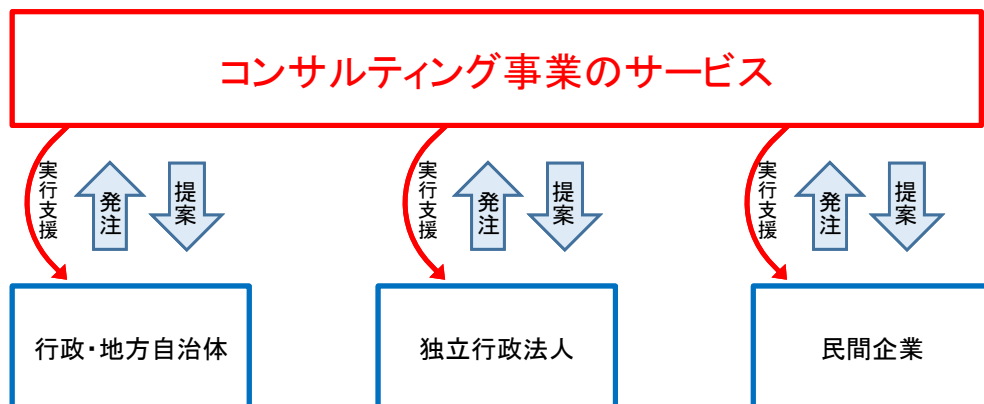 コンサルティング事業のサービス
実行支援
発注
提案
実行支援
発注
提案
実行支援
発注
提案
行政・地方自治体
独立行政法人
民間企業